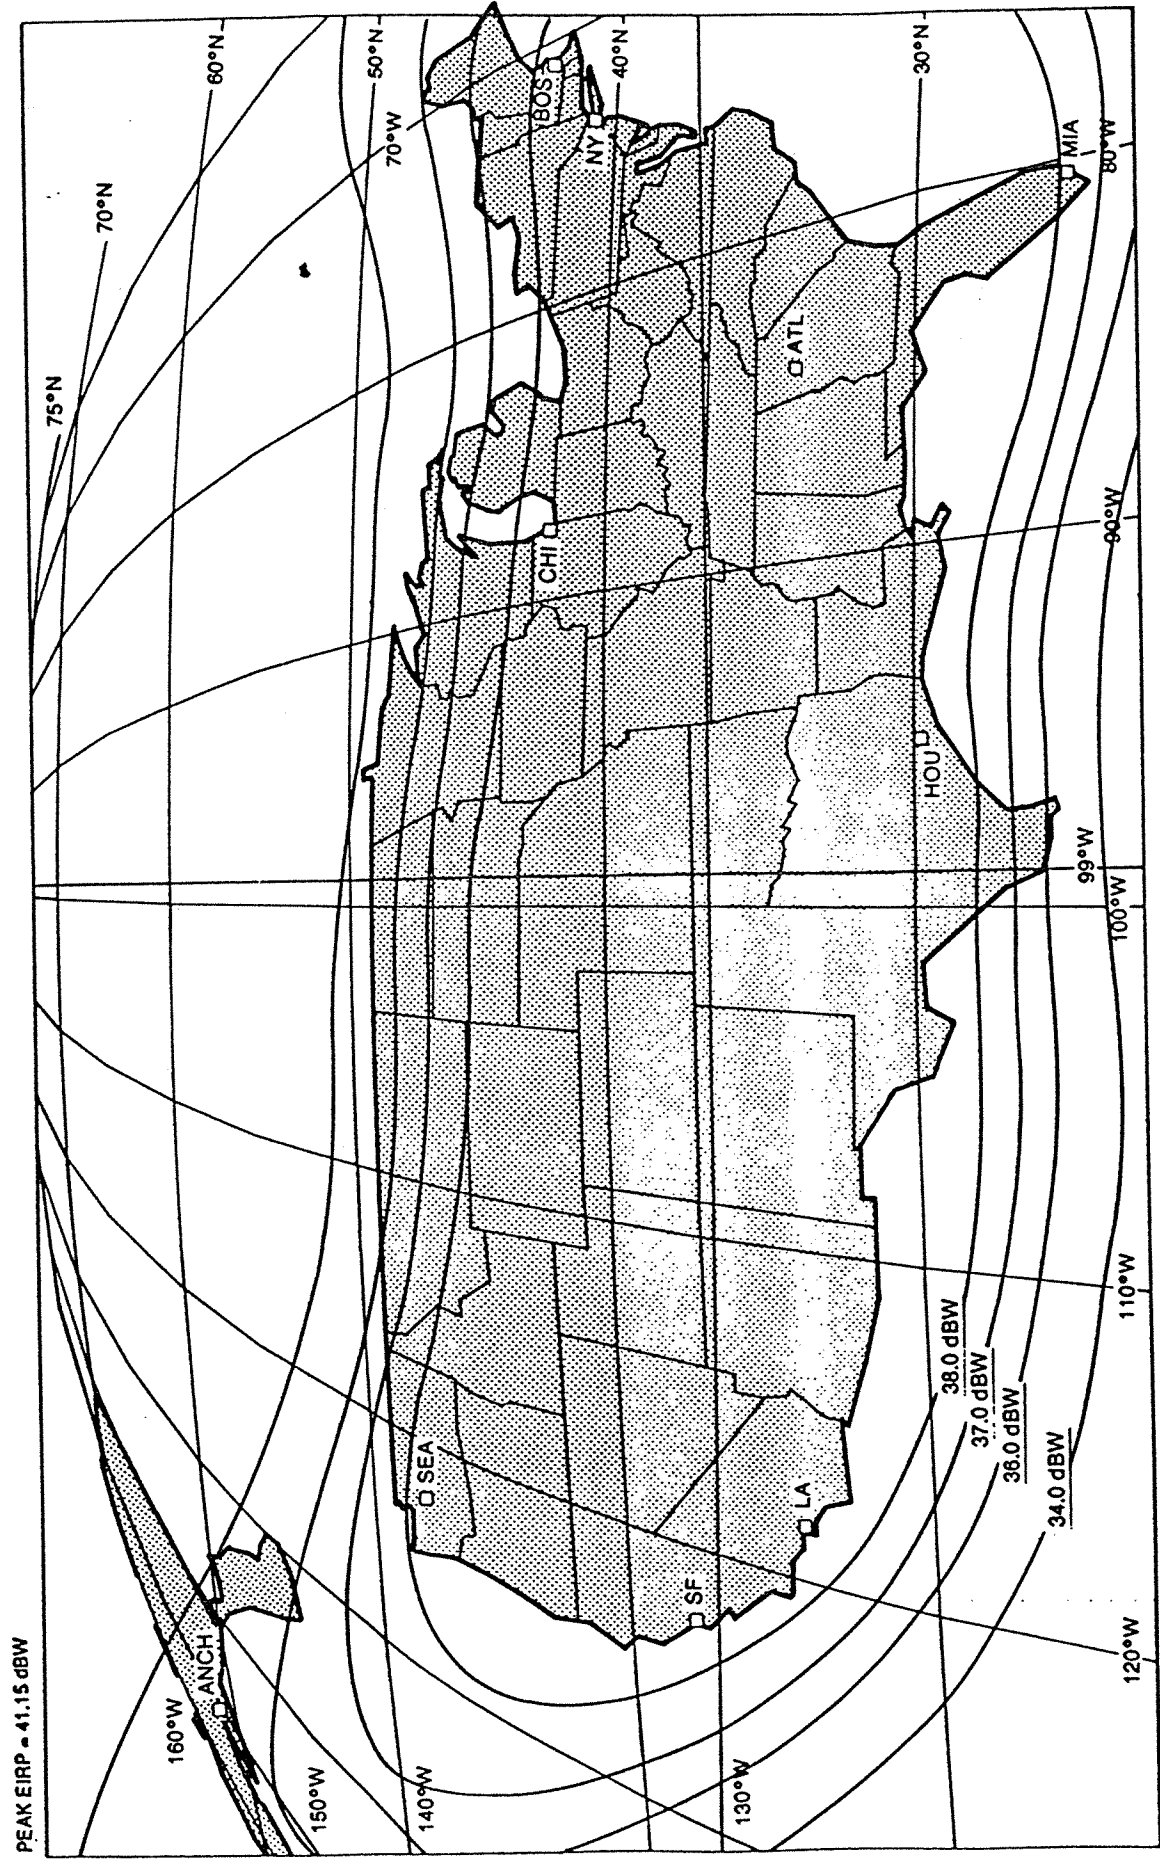 PEAK EIRP = 41.15 dBW
160°W
ANCH
150°W
140°W
130°W
120°W
110°W
100°W
99°W
90°W
80°W
70°W
75°N
70°N
60°N
50°N
40°N
30°N
SEA
SF
LA
HOU
CHI
ATL
MIA
NY
BOS
38.0 dBW
37.0 dBW
36.0 dBW
34.0 dBW